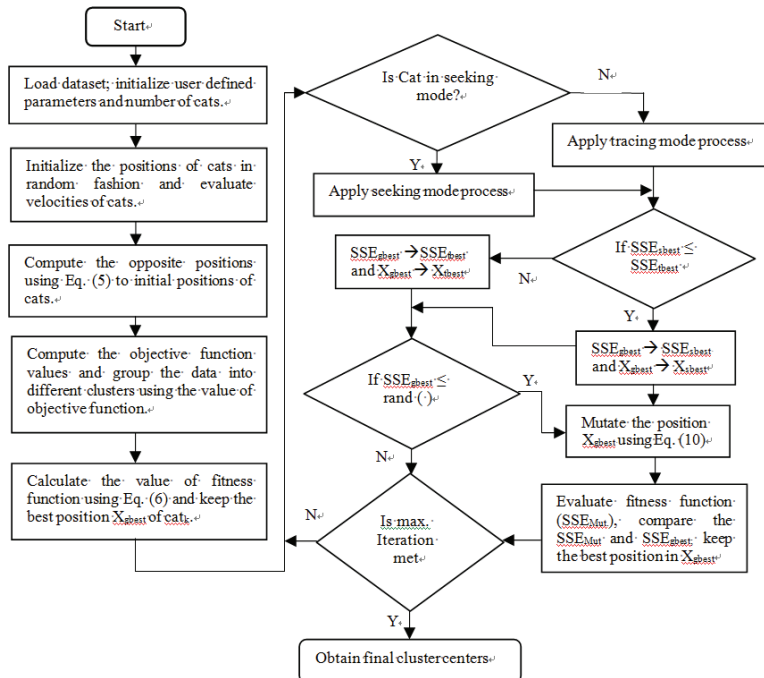 Start
Load dataset; initialize user defined
parameters and number of cats.
Initialize the positions of cats in
random fashion and evaluate
velocities of cats.
Compute the opposite positions
using Eq. (5) to initial positions of
cats.
Compute the objective function
values and group the data into
different clusters using the value of
objective function.
Calculate the value of fitness
function using Eq. (6) and keep the
best position Xgbest of catk.
Is Cat in seeking
mode?
N
Apply tracing mode process
Y
Apply seeking mode process
If SSEsbest ≤
SSEtbest
N
SSEgbest → SSEtbest
and Xgbest → Xtbest
Y
SSEgbest → SSEsbest
and Xgbest → Xsbest
If SSEgbest ≤
rand ( )
Y
Mutate the position
Xgbest using Eq. (10)
N
Evaluate fitness function
(SSEMut), compare the
SSEMut and SSEgbest; keep
the best position in Xgbest
Is max.
Iteration
met
N
Y
Obtain final cluster centers